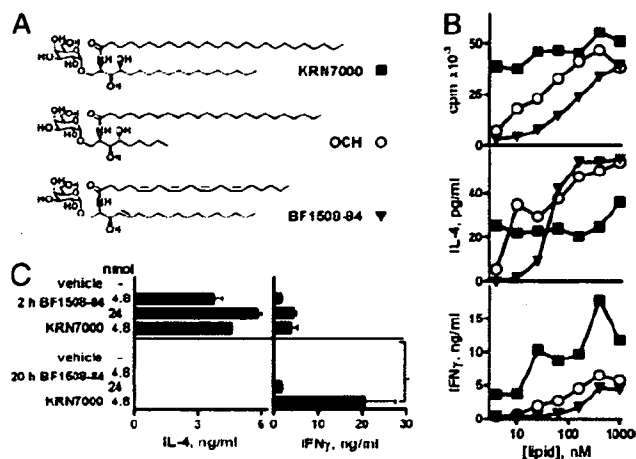 A
KRN7000
OCH
BF1508-84
B
cpm x10⁻³
50
25
0
IL-4, pg/ml
40
20
0
IFNγ, ng/ml
15
10
5
0
10
100
1000
[lipid], nM
C
nmol
vehicle -
2 h BF1508-84 4.8
24
KRN7000 4.8
vehicle -
20 h BF1508-84 4.8
24
KRN7000 4.8
0 3 6
IL-4, ng/ml
0 10 20 30
IFNγ, ng/ml